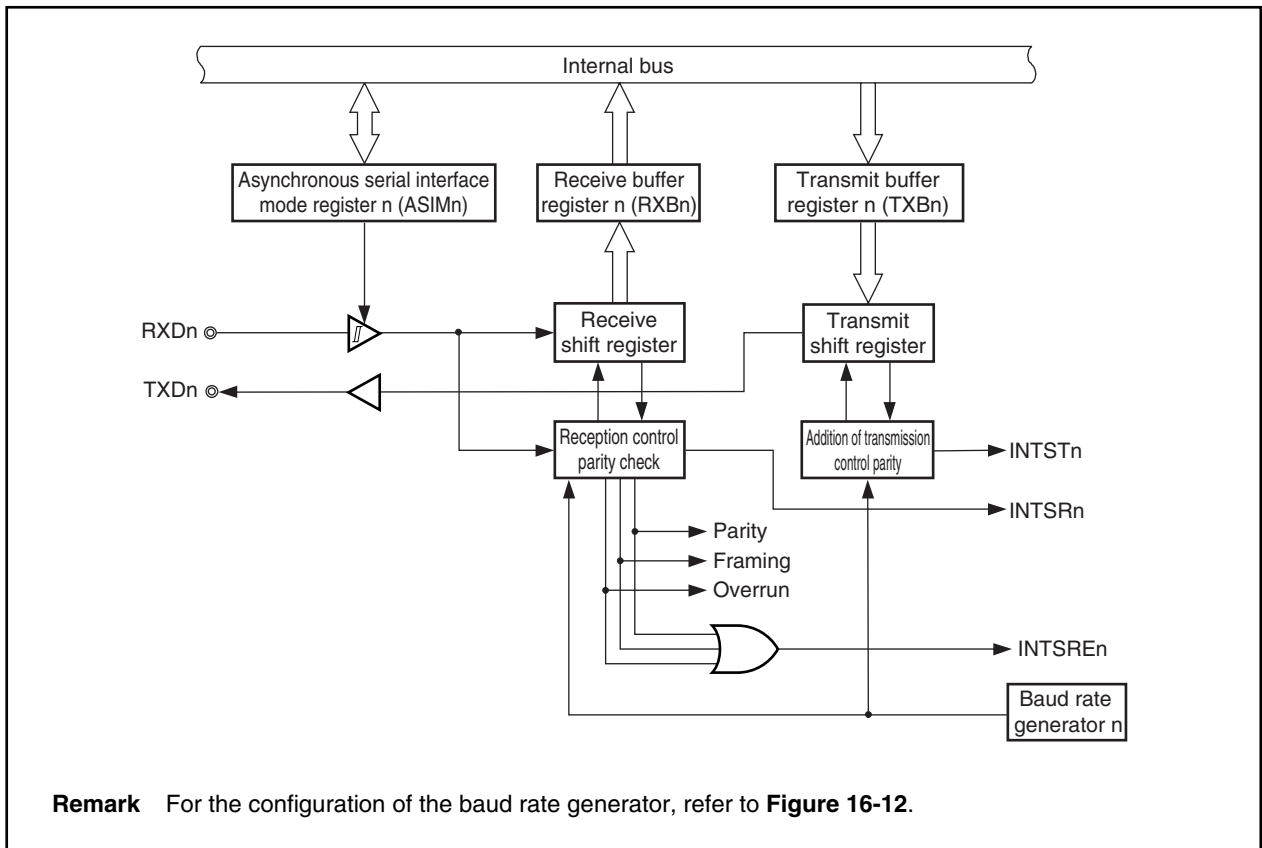 Internal bus
Asynchronous serial interface
mode register n (ASIMn)
Receive buffer
register n (RXBn)
Transmit buffer
register n (TXBn)
RXDn
Receive
shift register
Transmit
shift register
TXDn
Reception control
parity check
Addition of transmission
control parity
INTSTn
INTSRn
Parity
Framing
Overrun
INTSREn
Baud rate
generator n
Remark For the configuration of the baud rate generator, refer to Figure 16-12.